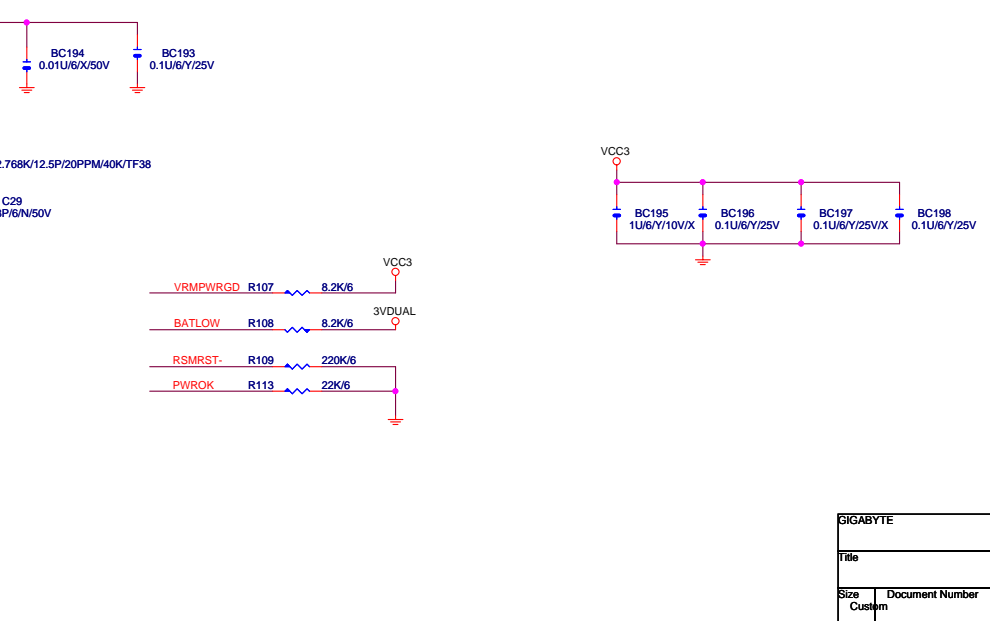 BC194
0.01U/6/X/50V
BC193
0.1U/6/Y/25V
.768K/12.5P/20PPM/40K/TF38
C29
P/6/N/50V
VCC3
BC195
1U/6/Y/10V/X
BC196
0.1U/6/Y/25V
BC197
0.1U/6/Y/25V/X
BC198
0.1U/6/Y/25V
VCC3
VRMPWRGD R107 8.2K/6
3VDUAL
BATLOW R108 8.2K/6
RSMRST- R109 220K/6
PWROK R113 22K/6
GIGABYTE
Title
Size Document Number
Custom